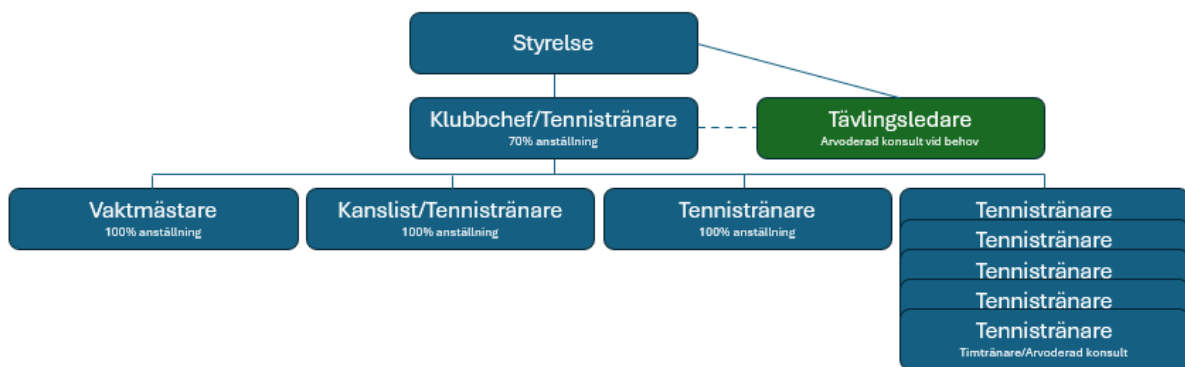 Styrelse
Klubbchef/Tennistränare
70% anställning
Tävlingsledare
Arvoderad konsult vid behov
Vaktmästare
100% anställning
Kanslist/Tennistränare
100% anställning
Tennistränare
100% anställning
Tennistränare
Tennistränare
Tennistränare
Tennistränare
Tennistränare
Timtränare/Arvoderad konsult